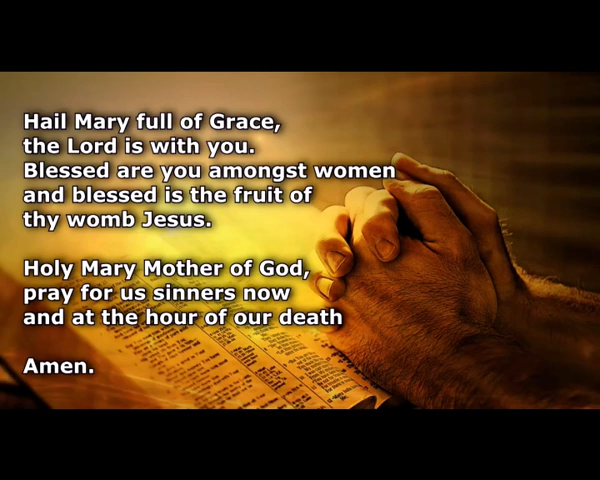 Hail Mary full of Grace,
the Lord is with you.
Blessed are you amongst women
and blessed is the fruit of
thy womb Jesus.
Holy Mary Mother of God,
pray for us sinners now
and at the hour of our death
Amen.